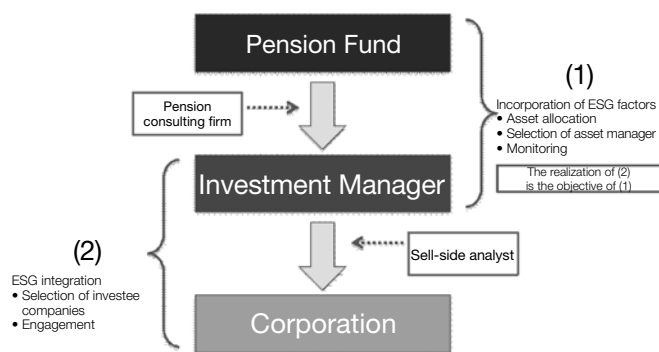 Pension Fund
(1)
Incorporation of ESG factors
• Asset allocation
• Selection of asset manager
• Monitoring
The realization of (2)
is the objective of (1)
Pension
consulting firm
Investment Manager
(2)
ESG integration
• Selection of investee
companies
• Engagement
Sell-side analyst
Corporation